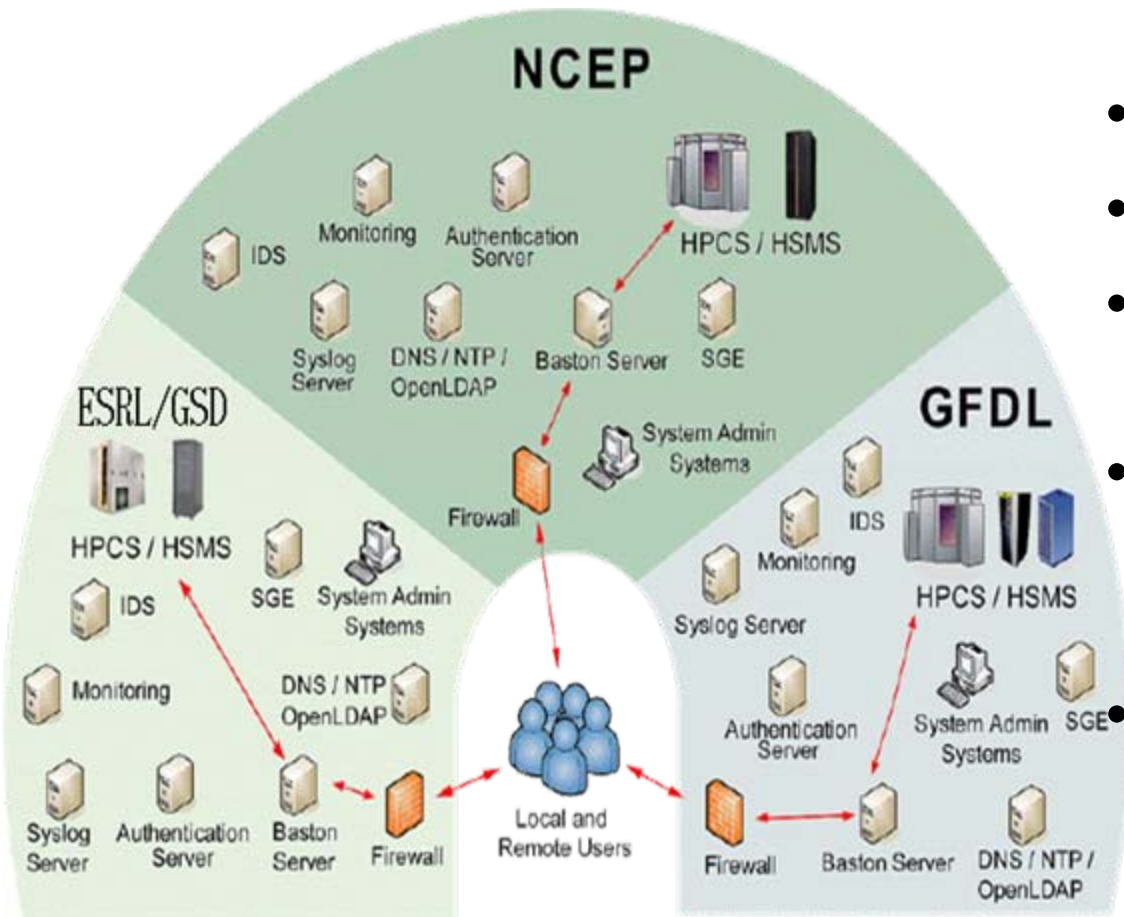 NCEP
Monitoring
Authentication
Server
IDS
HPCS / HSMS
Syslog
Server
DNS / NTP /
OpenLDAP
Baston Server
SGE
System Admin
Systems
Firewall
ESRL/GSD
HPCS / HSMS
SGE
System Admin
Systems
IDS
Monitoring
DNS / NTP
OpenLDAP
Syslog
Server
Authentication
Server
Baston
Server
Firewall
Local and
Remote Users
GFDL
IDS
Monitoring
HPCS / HSMS
Syslog Server
Authentication
Server
System Admin
Systems
SGE
Firewall
Baston Server
DNS / NTP /
OpenLDAP